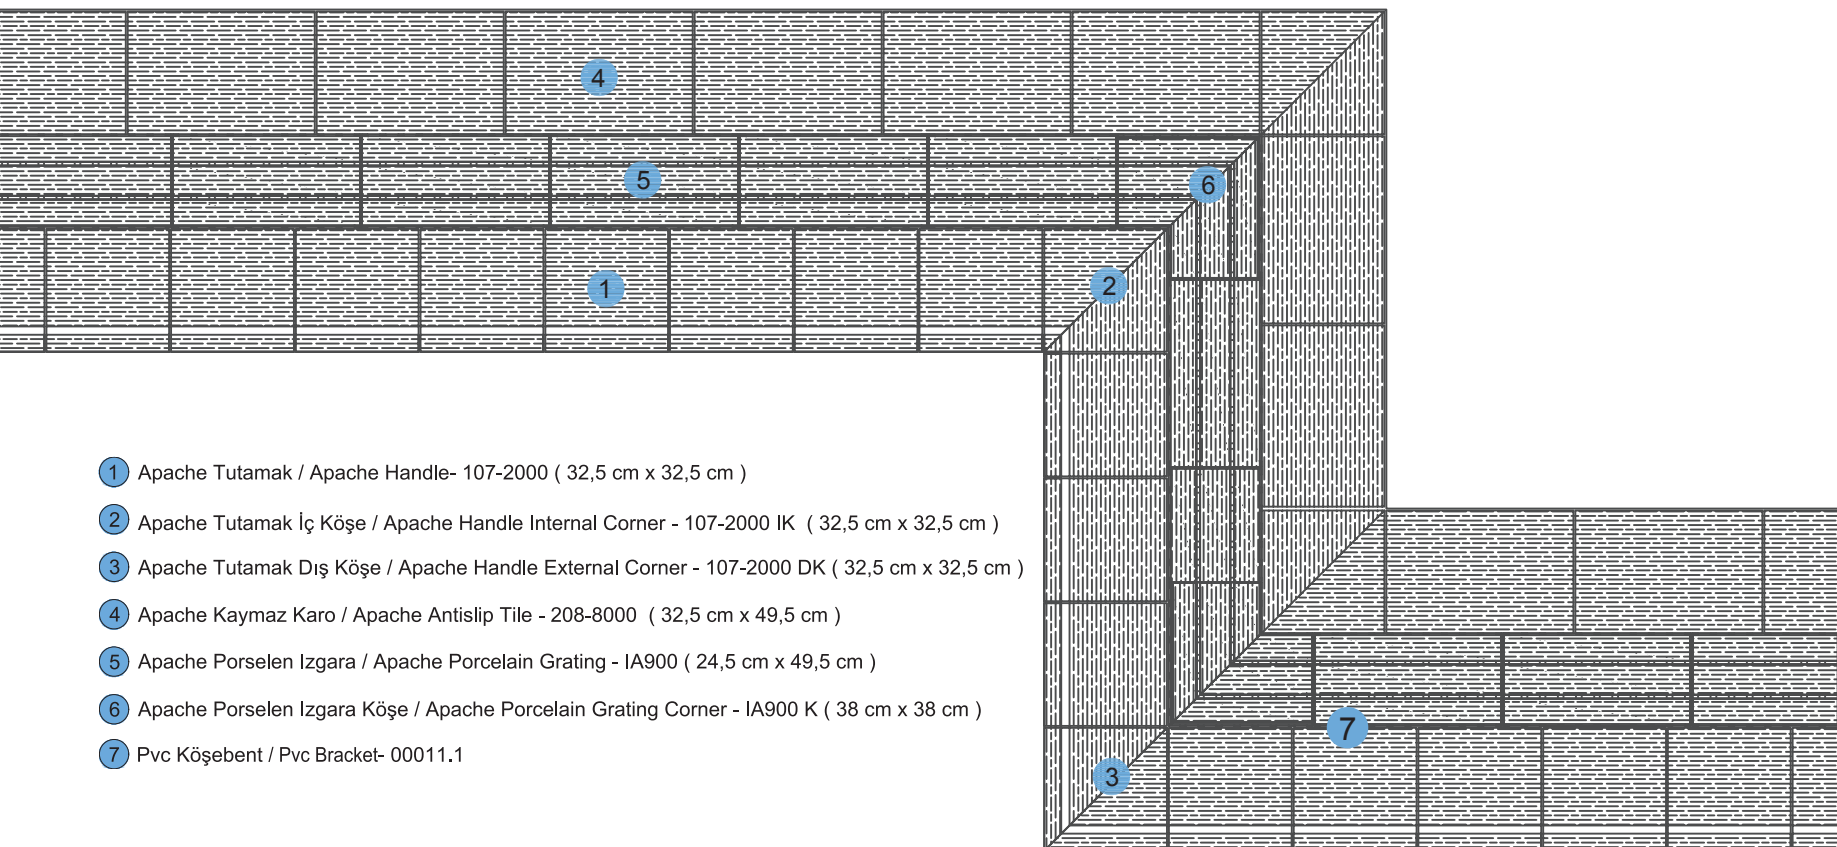 4
5
6
1
2
1 Apache Tutamak / Apache Handle- 107-2000 ( 32,5 cm x 32,5 cm )
2 Apache Tutamak İç Köşe / Apache Handle Internal Corner - 107-2000 IK ( 32,5 cm x 32,5 cm )
3 Apache Tutamak Dış Köşe / Apache Handle External Corner - 107-2000 DK ( 32,5 cm x 32,5 cm )
4 Apache Kaymaz Karo / Apache Antislip Tile - 208-8000 ( 32,5 cm x 49,5 cm )
5 Apache Porselen Izgara / Apache Porcelain Grating - IA900 ( 24,5 cm x 49,5 cm )
6 Apache Porselen Izgara Köşe / Apache Porcelain Grating Corner - IA900 K ( 38 cm x 38 cm )
7 Pvc Köşebent / Pvc Bracket- 00011.1
7
3